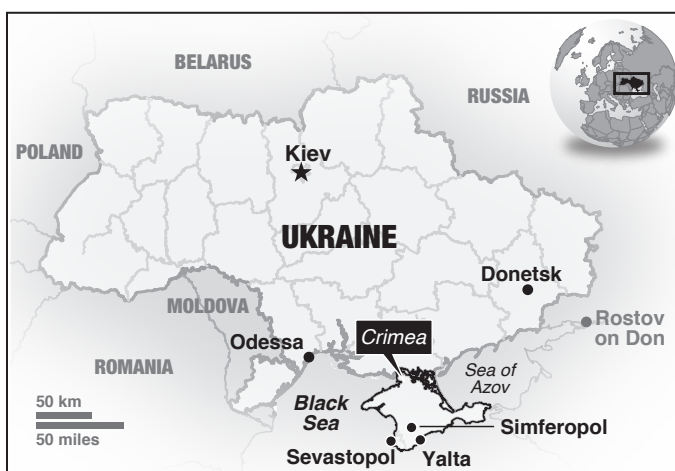 BELARUS
RUSSIA
POLAND
Kiev
UKRAINE
Donetsk
MOLDOVA
Rostov
on Don
Odessa
Crimea
ROMANIA
Sea of
Azov
50 km
50 miles
Black
Sea
Simferopol
Sevastopol
Yalta